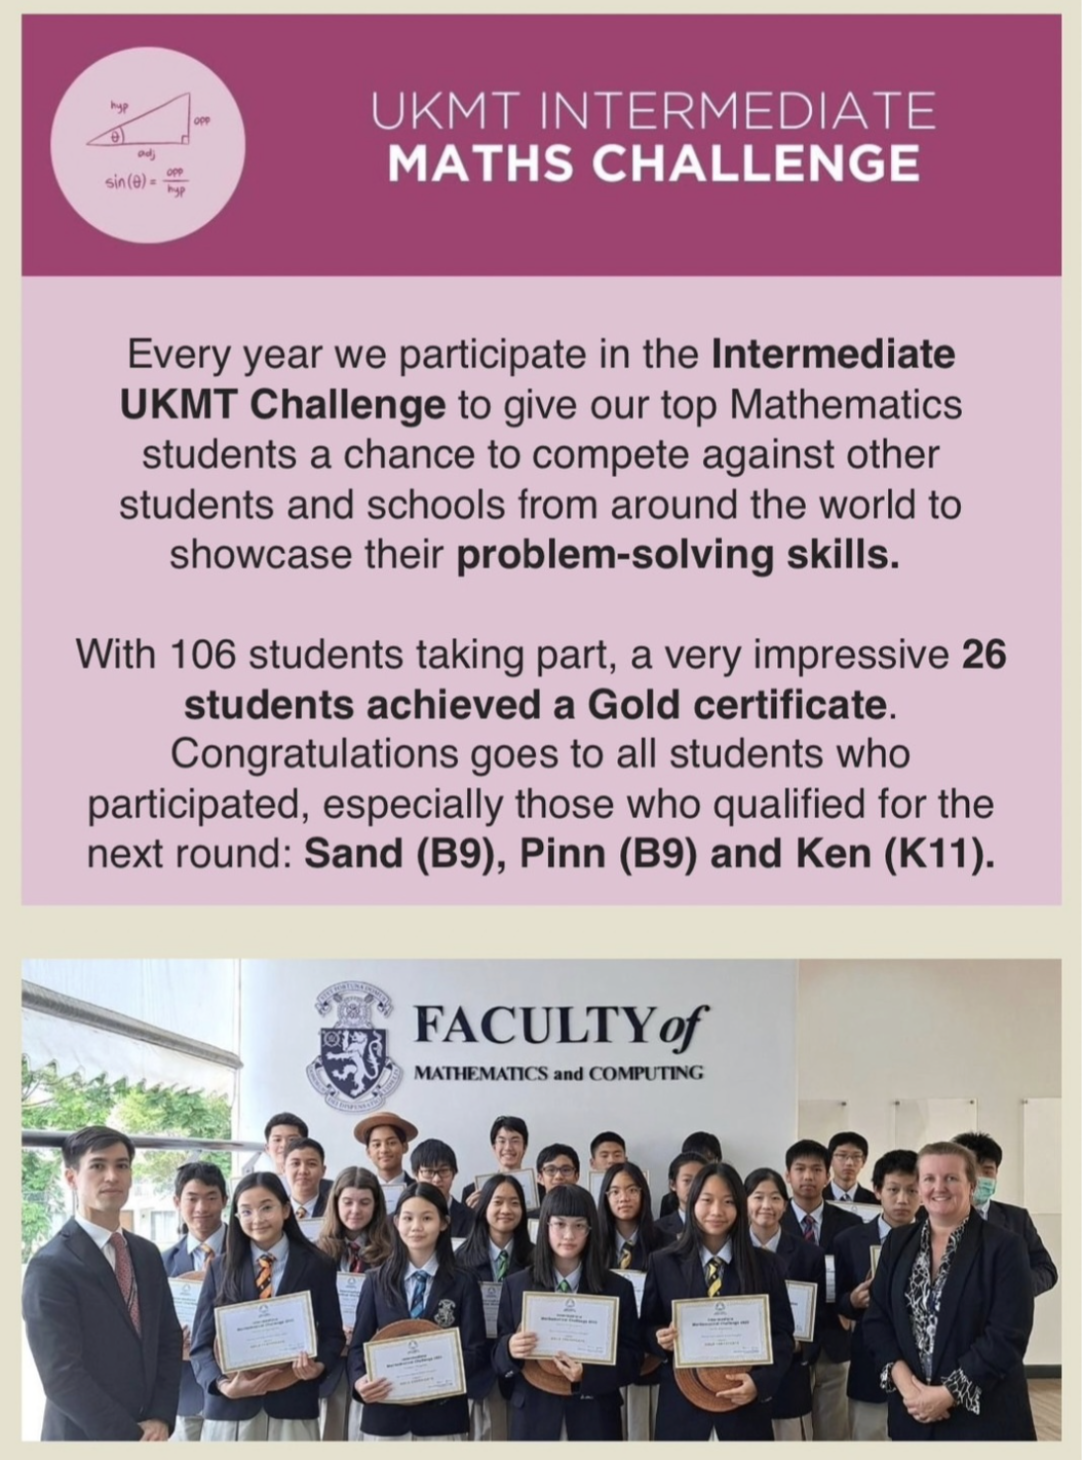 hyp
opp
θ
adj
sin(θ) = opp
hyp
UKMT INTERMEDIATE
MATHS CHALLENGE
Every year we participate in the Intermediate
UKMT Challenge to give our top Mathematics
students a chance to compete against other
students and schools from around the world to
showcase their problem-solving skills.
With 106 students taking part, a very impressive 26
students achieved a Gold certificate.
Congratulations goes to all students who
participated, especially those who qualified for the
next round: Sand (B9), Pinn (B9) and Ken (K11).
FACULTY of
MATHEMATICS and COMPUTING